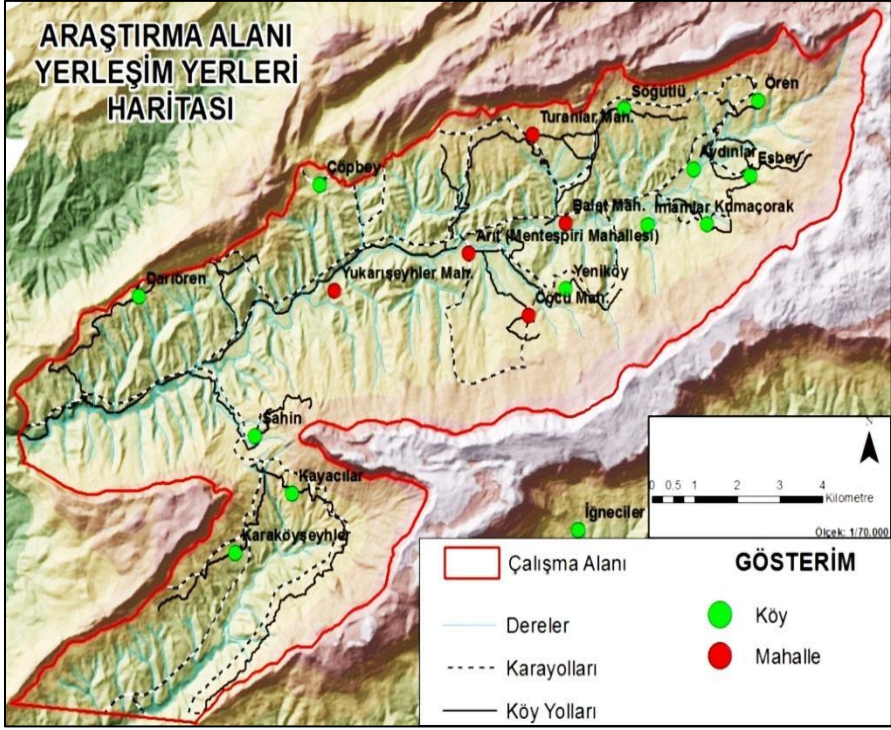 ARAŞTIRMA ALANI
YERLEŞİM YERLERİ
HARİTASI
Söğütlü
Ören
Turanlar Mah.
Aydınlar
Esbey
Çöpbey
Balat Mah.
İmamlar
Kumaçorak
Arıt (Menteşpiri Mahallesi)
Yukarışeyhler Mah.
Yeniköy
Darıören
Çöcü Mah.
Şahin
Kayacılar
İğneciler
Karaköyşeyhler
N
0 0,5 1 2 3 4
Kilometre
Ölçek: 1/70.000
GÖSTERİM
Çalışma Alanı
Dereler
Karayolları
Köy Yolları
Köy
Mahalle